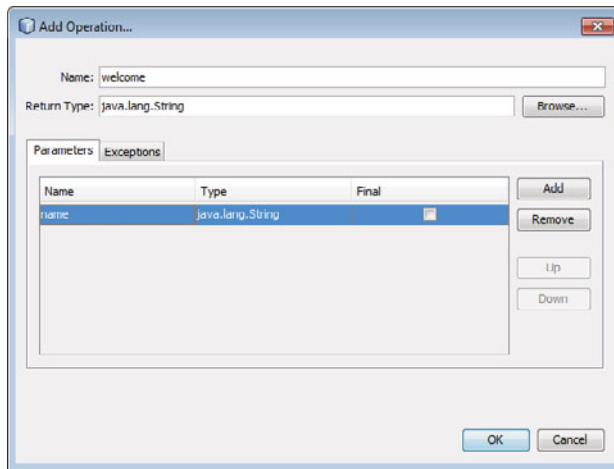 Add Operation...
Name: welcome
Return Type: java.lang.String Browse...
Parameters Exceptions
Name Type Final Add
name java.lang.String Remove
Up
Down
OK Cancel